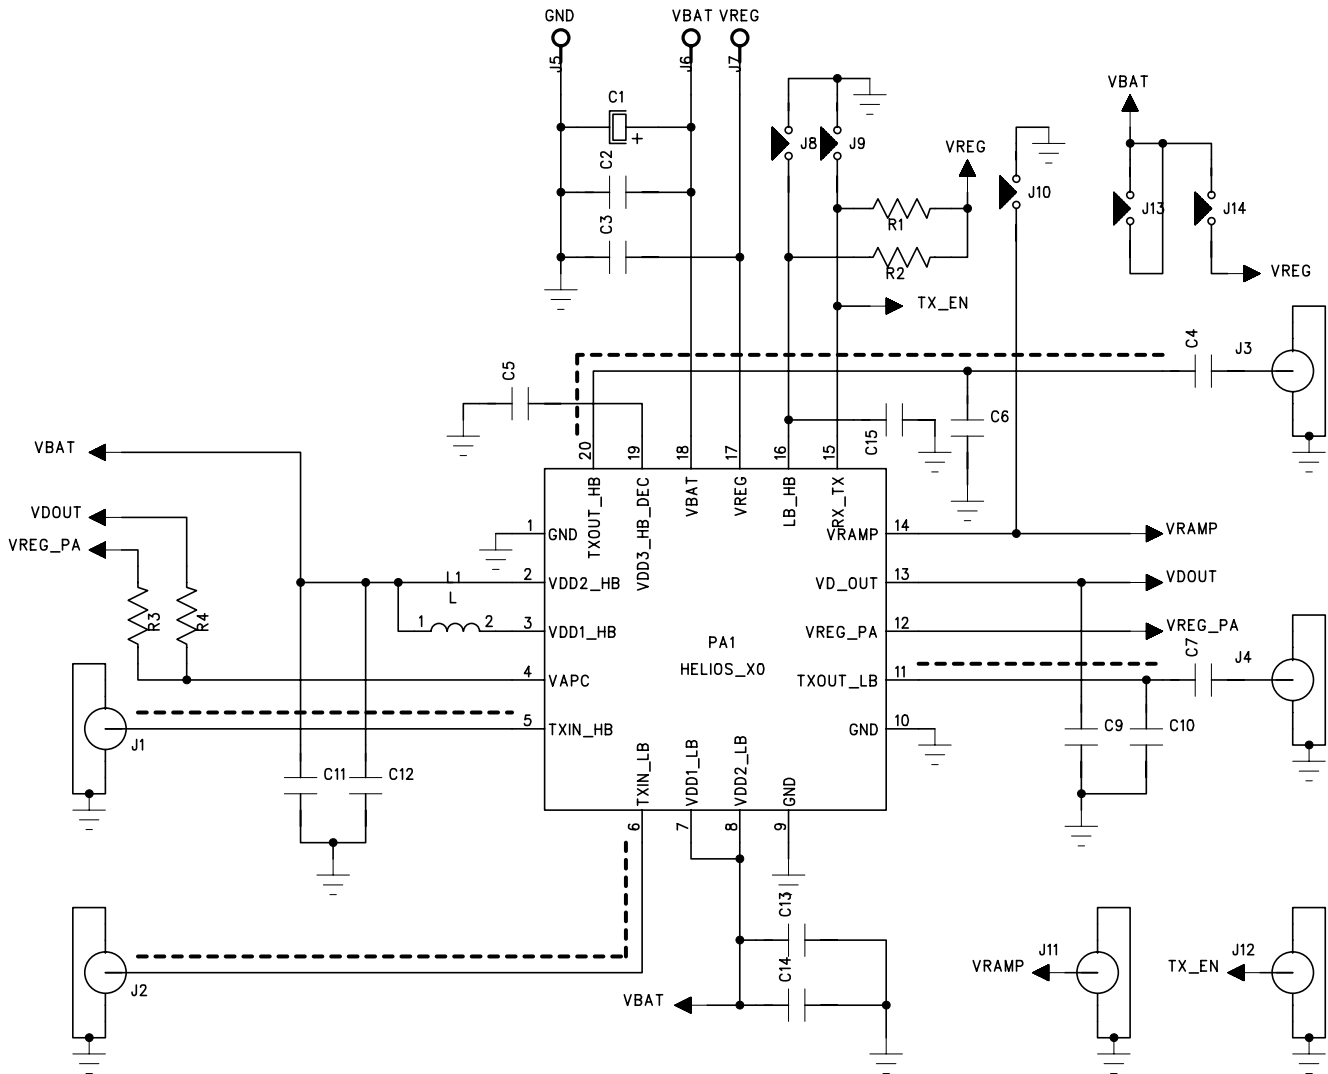 GND
VBAT VREG
J5
J6
J7
C1
+
C2
C3
J8
J9
VREG
R1
R2
TX_EN
J10
VBAT
J13
J14
VREG
C4
J3
C5
C6
C15
VBAT
VDOUT
VREG_PA
R3
R4
L1
L
1
2
20
19
18
17
16
15
TXOUT_HB
VDD3_HB_DEC
VBAT
VREG
LB_HB
RX_TX
1
GND
2
VDD2_HB
3
VDD1_HB
4
VAPC
5
TXIN_HB
PA1
HELIOS_X0
VRAMP
14
VRAMP
VD_OUT
13
VDOUT
VREG_PA
12
VREG_PA
TXOUT_LB
11
GND
10
C7
J4
C9
C10
J1
C11
C12
TXIN_LB
VDD1_LB
VDD2_LB
GND
6
7
8
9
C13
C14
VBAT
J2
VRAMP
J11
TX_EN
J12